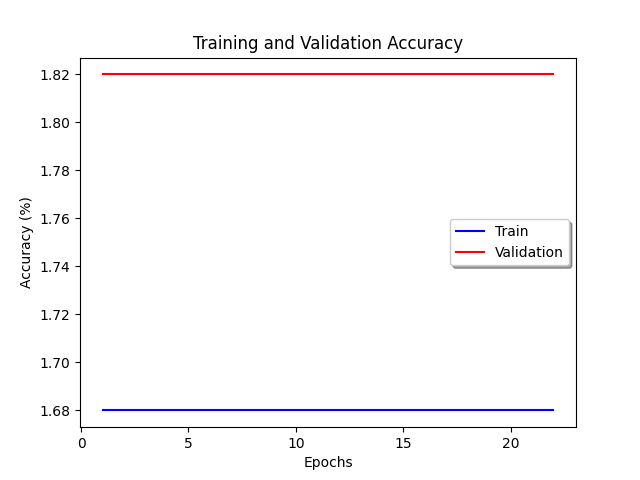 Training and Validation Accuracy
Accuracy (%)
1.82
1.80
1.78
1.76
1.74
1.72
1.70
1.68
Train
Validation
0 5 10 15 20
Epochs